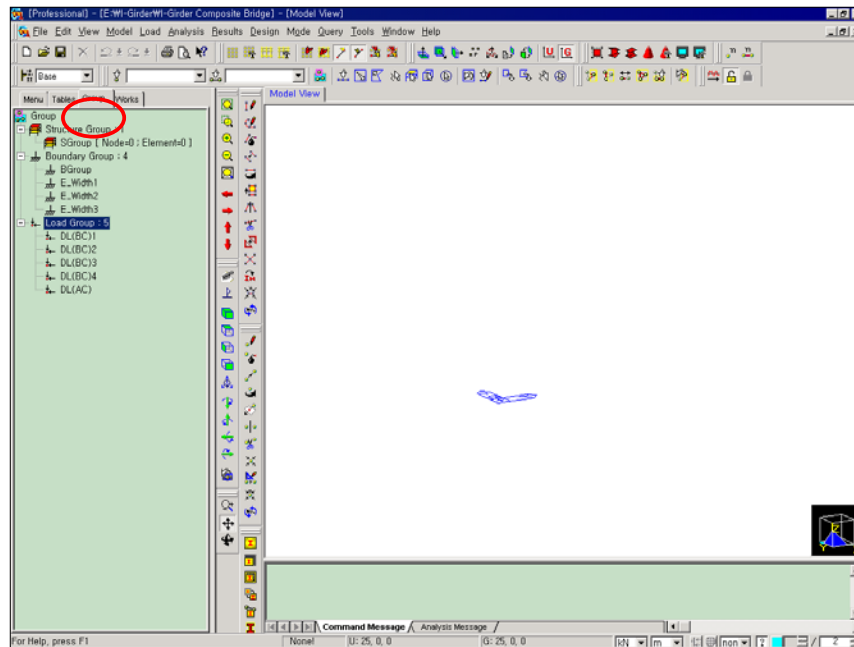 [Professional] - [E:\I-Girder\I-Girder Composite Bridge] - [Model View]
File Edit View Model Load Analysis Results Design Mode Query Tools Window Help
Base
Menu Tables Group Works
Model View
Group
Structure Group : 1
SGroup [ Node=0 ; Element=0 ]
Boundary Group : 4
BGroup
E_Width1
E_Width2
E_Width3
Load Group : 5
DL(BC)1
DL(BC)2
DL(BC)3
DL(BC)4
DL(AC)
Command Message Analysis Message
For Help, press F1 None! U: 25, 0, 0 G: 25, 0, 0 kN m non ? / 2